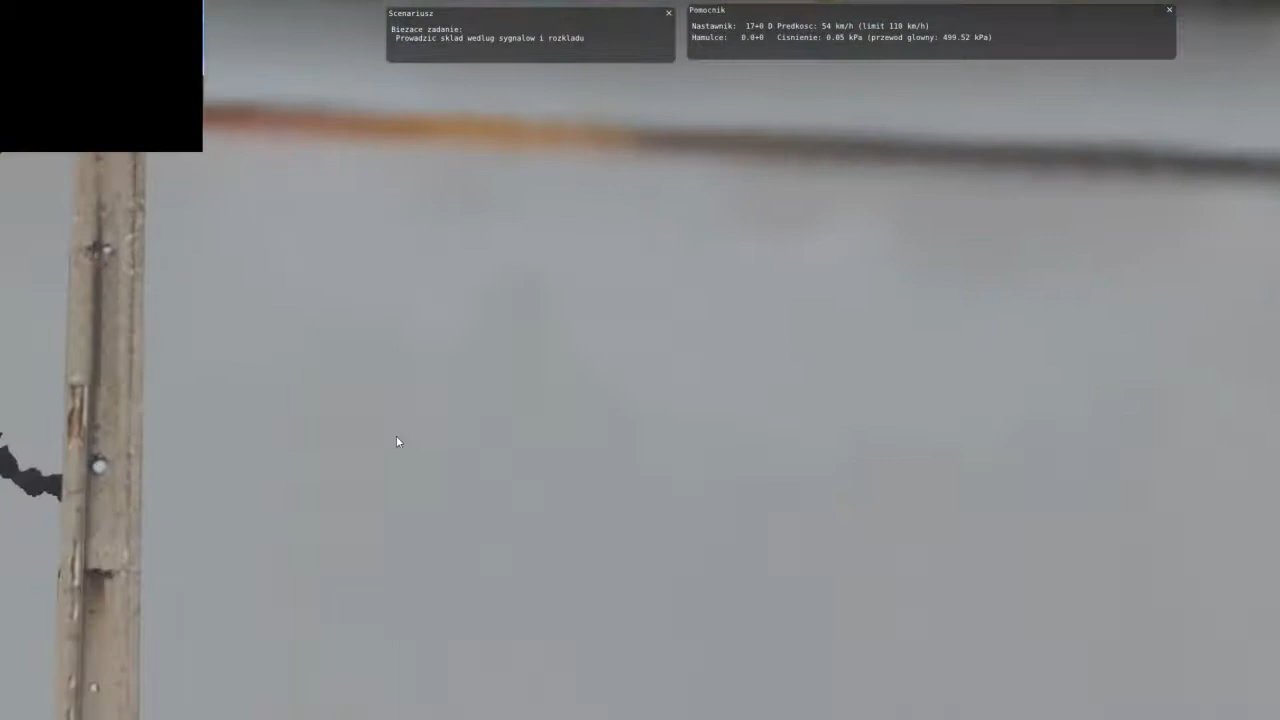 Scenariusz
Biezace zadanie:
Prowadzic sklad wedlug sygnalow i rozkladu
Pomocnik
Nastawnik: 17+0 D Predkosc: 54 km/h (limit 110 km/h)
Hamulce: 0.0+0 Cisnienie: 0.05 kPa (przewod glowny: 499.52 kPa)